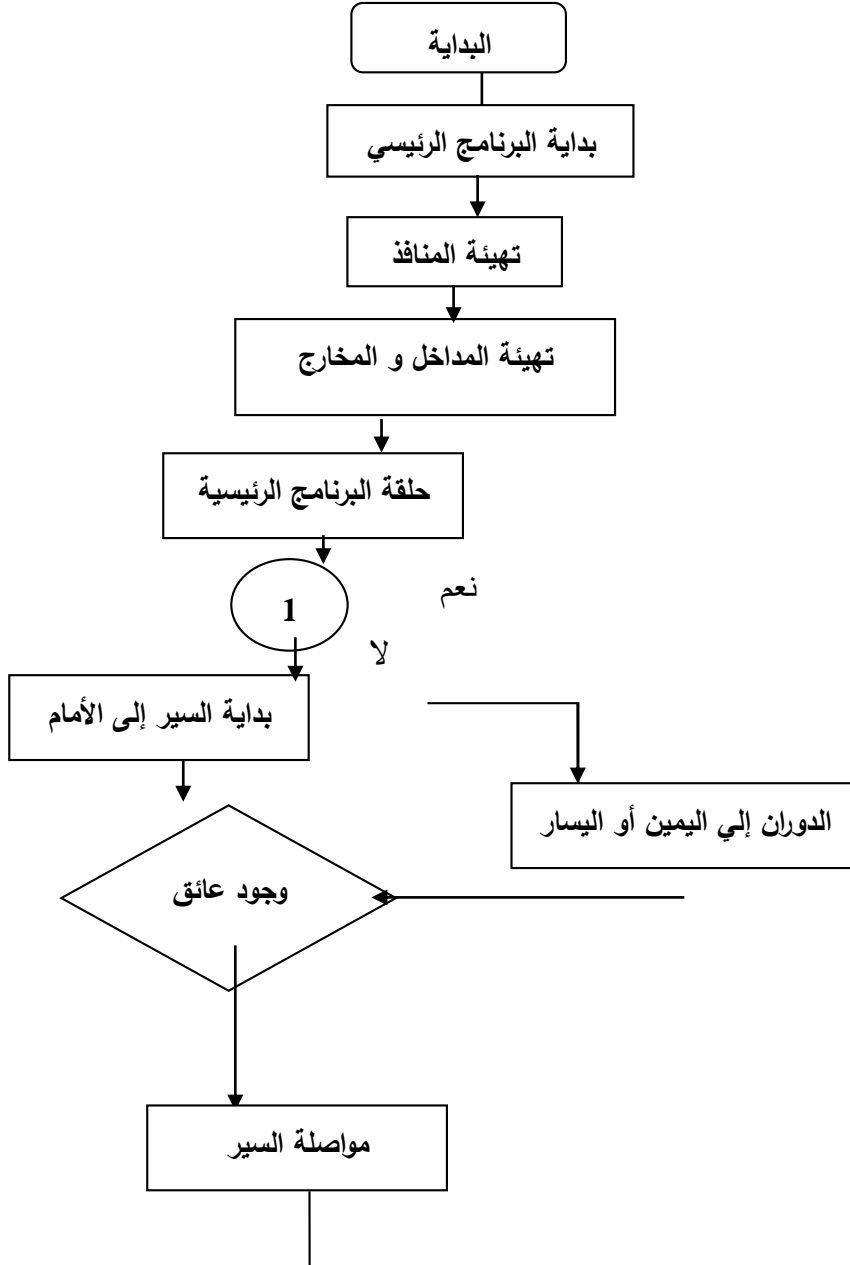 البداية
بداية البرنامج الرئيسي
تهيئة المنافذ
تهيئة المداخل و المخارج
حلقة البرنامج الرئيسية
نعم
1
لا
بداية السير إلى الأمام
الدوران إلي اليمين أو اليسار
وجود عائق
مواصلة السير